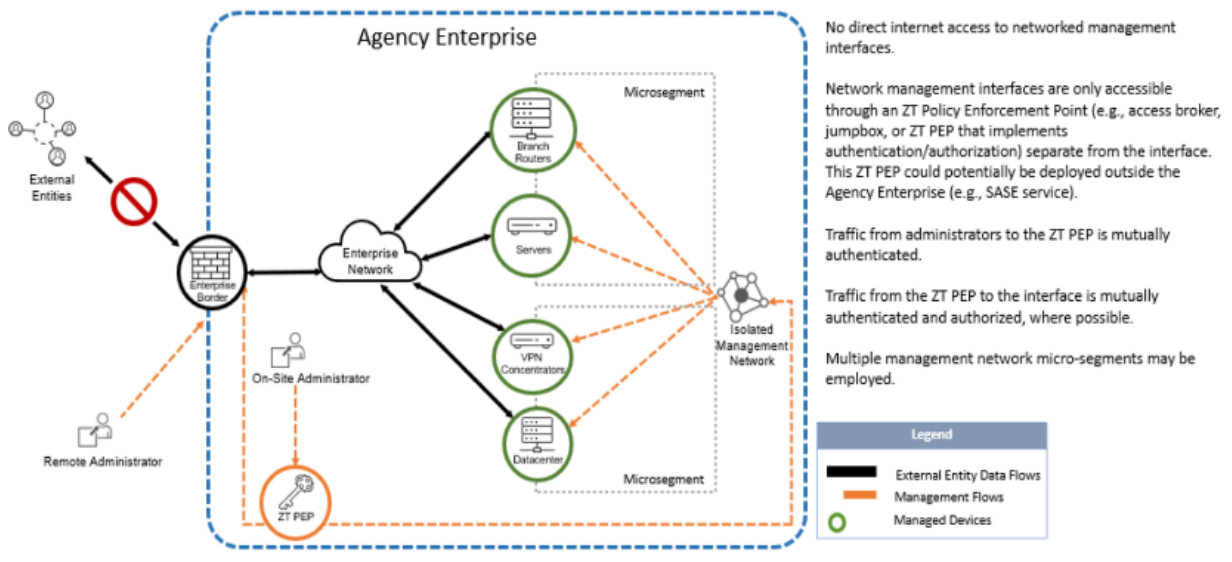 Agency Enterprise
External
Entities
Enterprise
Border
Remote Administrator
On-Site Administrator
ZT PEP
Enterprise
Network
Microsegment
Branch
Routers
Servers
VPN
Concentrators
Datacenter
Microsegment
Isolated
Management
Network
No direct internet access to networked management
interfaces.
Network management interfaces are only accessible
through an ZT Policy Enforcement Point (e.g., access broker,
jumpbox, or ZT PEP that implements
authentication/authorization) separate from the interface.
This ZT PEP could potentially be deployed outside the
Agency Enterprise (e.g., SASE service).
Traffic from administrators to the ZT PEP is mutually
authenticated.
Traffic from the ZT PEP to the interface is mutually
authenticated and authorized, where possible.
Multiple management network micro-segments may be
employed.
Legend
External Entity Data Flows
Management Flows
Managed Devices